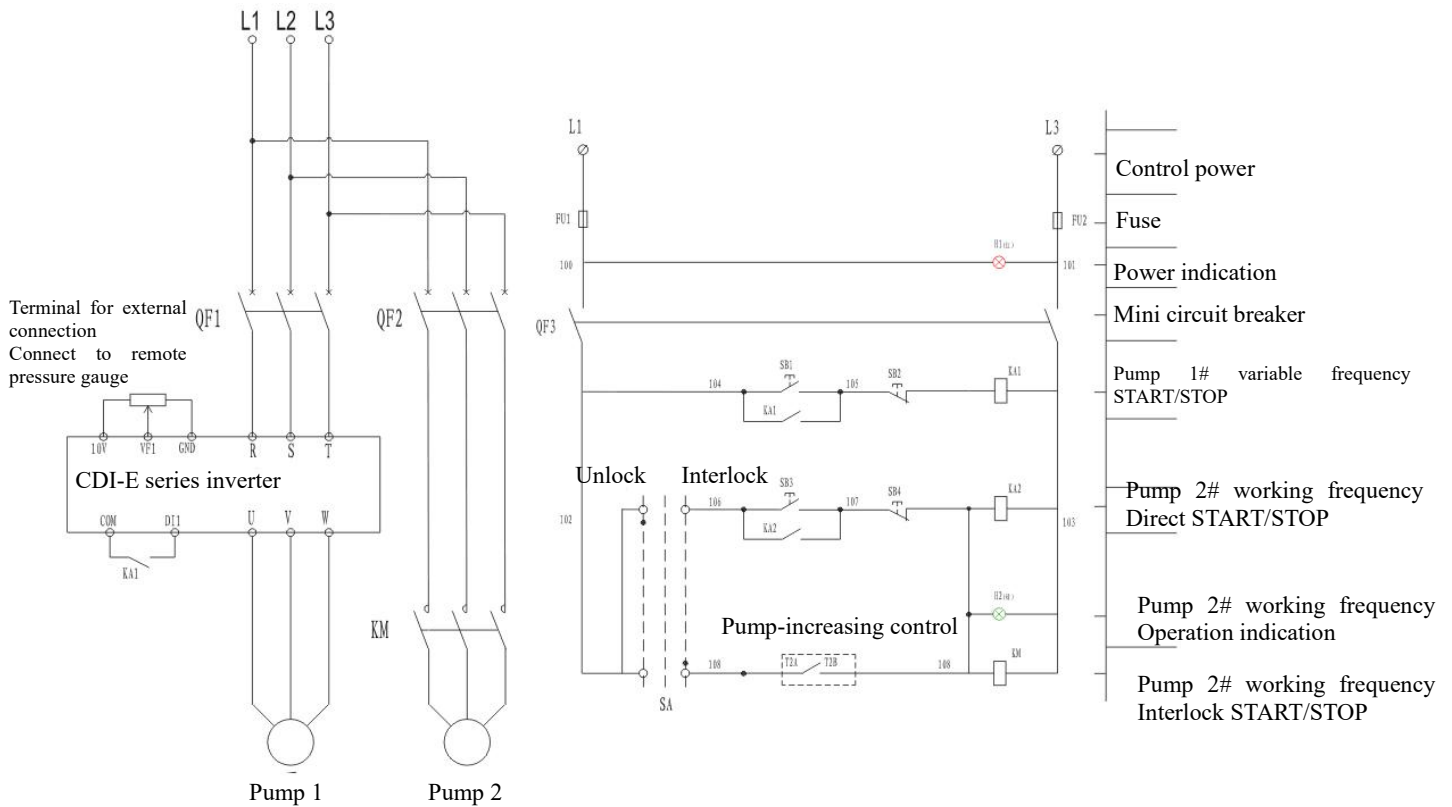 L1 L2 L3
L1 L3
Control power
FU1 FU2 Fuse
H1(红)
100 101 Power indication
Terminal for external
connection
Connect to remote
pressure gauge
QF1 QF2 QF3 Mini circuit breaker
104 SB1 105 SB2 KA1
KA1
Pump 1# variable frequency
START/STOP
10V VF1 GND R S T
CDI-E series inverter
COM DI1 U V W
KA1
Unlock Interlock
106 SB3 107 SB4 KA2
KA2
102 103
Pump 2# working frequency
Direct START/STOP
Pump 2# working frequency
Operation indication
KM
Pump-increasing control
108 T2A T2B 108 KM
SA
Pump 2# working frequency
Interlock START/STOP
Pump 1 Pump 2